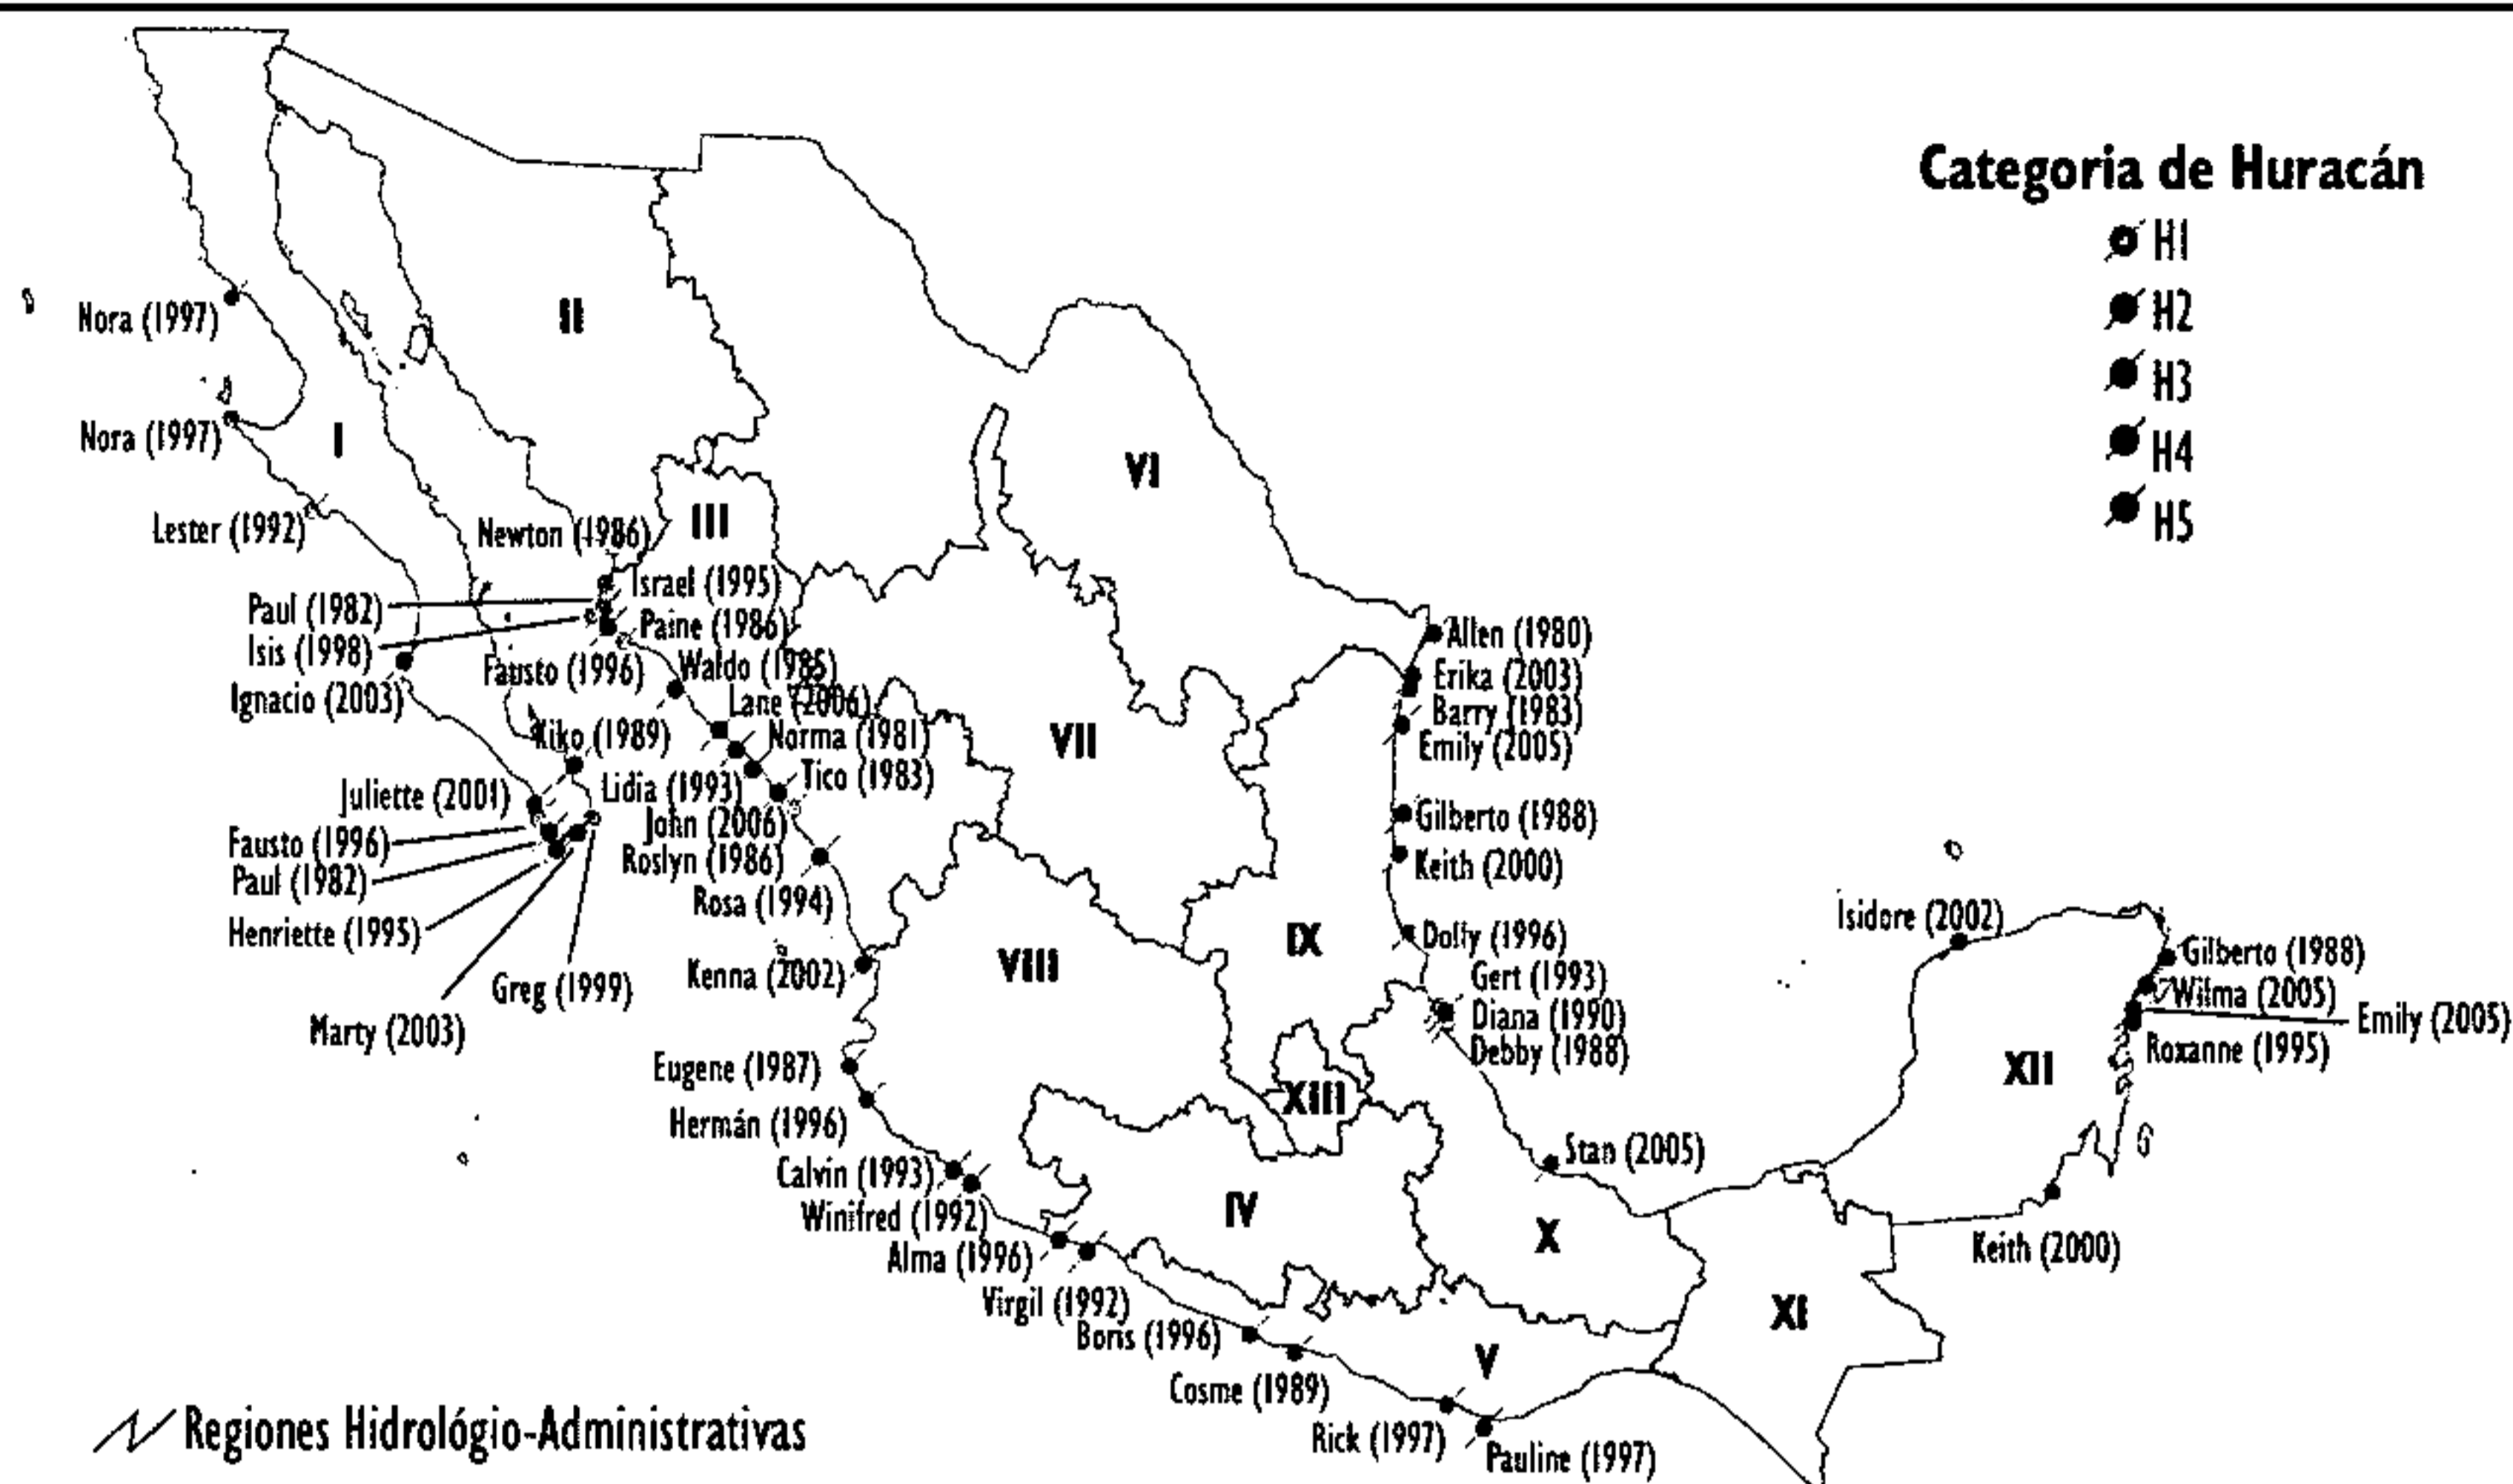 Categoria de Huracán
H1
H2
H3
H4
H5
Nora (1997)
II
Nora (1997)
I
VI
Lester (1992)
Newton (1986)
III
Israel (1995)
Paul (1982)
Paine (1986)
Isis (1998)
Fausto (1996)
Waldo (1985)
Ignacio (2003)
Lane (2006)
Kiko (1989)
Norma (1981)
VII
Lidia (1993)
Tico (1983)
Juliette (2001)
John (2006)
Fausto (1996)
Roslyn (1986)
Paul (1982)
Rosa (1994)
Henriette (1995)
Kenna (2002)
VIII
Greg (1999)
Marty (2003)
Allen (1980)
Erika (2003)
Barry (1983)
Emily (2005)
Gilberto (1988)
Keith (2000)
IX
Dolly (1996)
Gert (1993)
Diana (1990)
Debby (1988)
Isidore (2002)
Gilberto (1988)
Wilma (2005)
Emily (2005)
Roxanne (1995)
XII
Eugene (1987)
XIII
Hermán (1996)
Calvin (1993)
Stan (2005)
Winifred (1992)
IV
X
Alma (1996)
Keith (2000)
Virgil (1992)
Boris (1996)
XI
V
Cosme (1989)
Rick (1997)
Pauline (1997)
Regiones Hidrológio-Administrativas